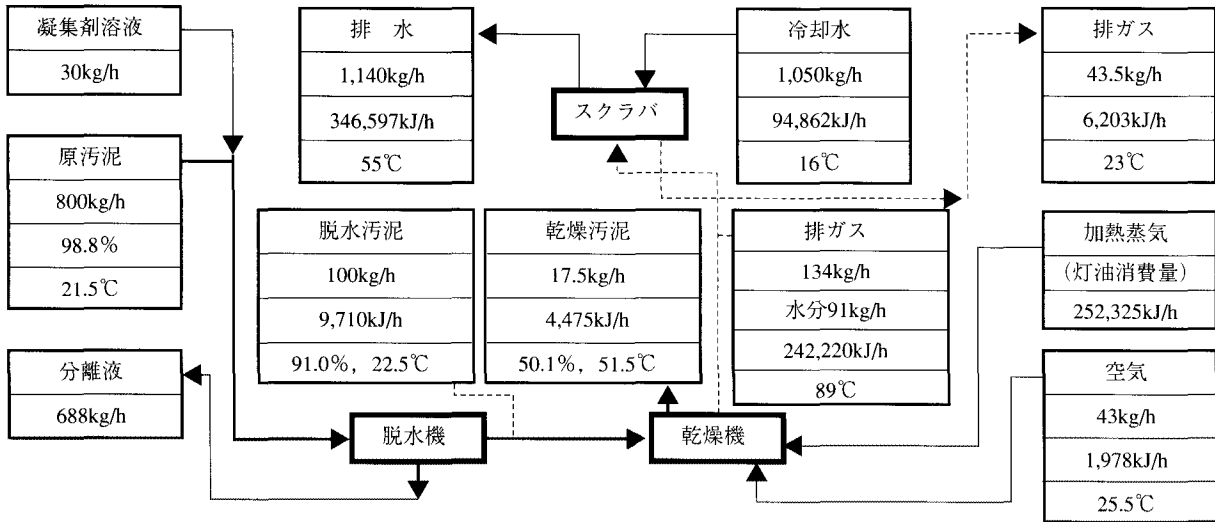 凝集剤溶液
30kg/h
原汚泥
800kg/h
98.8%
21.5℃
分離液
688kg/h
排 水
1,140kg/h
346,597kJ/h
55℃
スクラバ
冷却水
1,050kg/h
94,862kJ/h
16℃
排ガス
43.5kg/h
6,203kJ/h
23℃
脱水汚泥
100kg/h
9,710kJ/h
91.0%，22.5℃
乾燥汚泥
17.5kg/h
4,475kJ/h
50.1%，51.5℃
排ガス
134kg/h
水分91kg/h
242,220kJ/h
89℃
加熱蒸気
(灯油消費量)
252,325kJ/h
空気
43kg/h
1,978kJ/h
25.5℃
脱水機
乾燥機